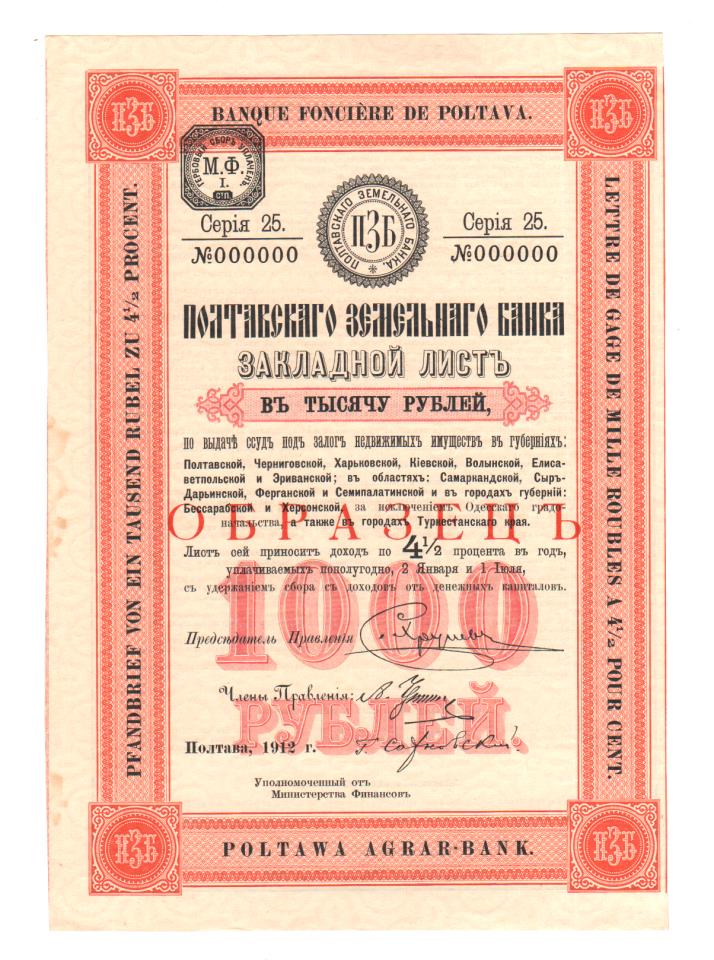 BANQUE FONCIÈRE DE POLTAVA.
ПЗБ
ПЗБ
ГЕРБОВЫЙ СБОРЪ УПЛАЧЕНЪ.
М.Ф.
I.
СТП
ПОЛТАВСКАГО ЗЕМЕЛЬНАГО БАНКА.
ПЗБ
Серія 25.
Серія 25.
№000000
№000000
ПОЛТАВСКАГО ЗЕМЕЛЬНАГО БАНКА
ЗАКЛАДНОЙ ЛИСТЪ
ВЪ ТЫСЯЧУ РУБЛЕЙ,
по выдачѣ ссудъ подъ залогъ недвижимыхъ имуществъ въ губерніяхъ:
Полтавской, Черниговской, Харьковской, Кіевской, Волынской, Елиса-
ветпольской и Эриванской; въ областяхъ: Самаркандской, Сыръ-
Дарьинской, Ферганской и Семипалатинской и въ городахъ губерній:
Бессарабской и Херсонской, за исключеніемъ Одесскаго градо-
начальства, а также въ городахъ Туркестанскаго края.
ОБРАЗЕЦЪ
Листъ сей приноситъ доходъ по 4½ процента въ годъ,
уплачиваемыхъ пополугодно, 2 Января и 1 Іюля,
съ удержаніемъ сбора съ доходовъ отъ денежныхъ капиталовъ.
1000
РУБЛЕЙ.
Предсѣдатель Правленія
Члены Правленія:
Полтава, 1912 г.
Уполномоченный отъ
Министерства Финансовъ
PFANDBRIEF VON EIN TAUSEND RUBEL ZU 4½ PROCENT.
LETTRE DE GAGE DE MILLE ROUBLES A 4½ POUR CENT.
ПЗБ
ПЗБ
POLTAWA AGRAR-BANK.